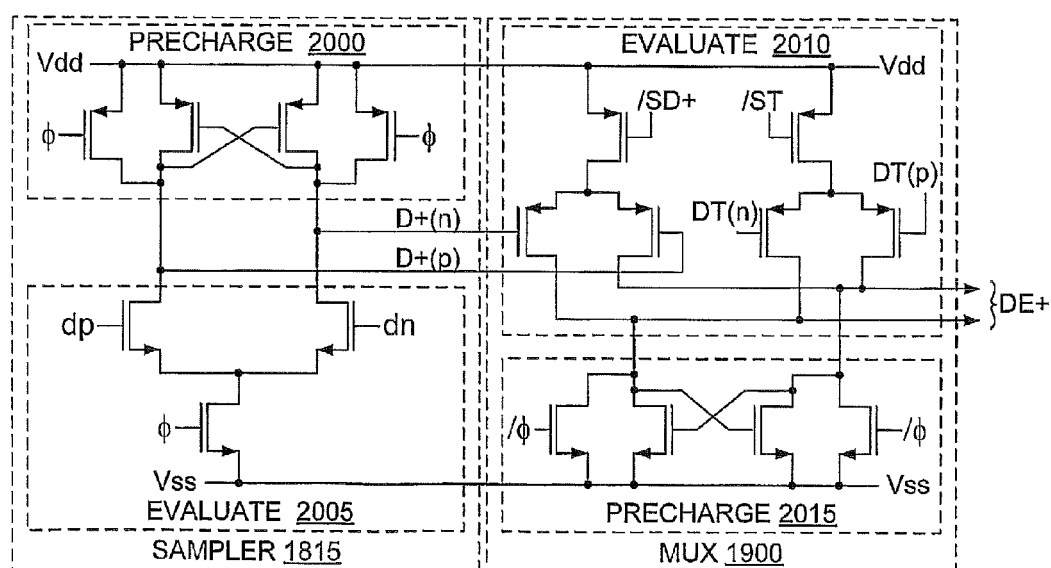 PRECHARGE 2000
Vdd
ϕ
ϕ
EVALUATE 2010
Vdd
/SD+
/ST
DT(p)
DT(n)
D+(n)
D+(p)
DE+
dp
dn
ϕ
Vss
EVALUATE 2005
SAMPLER 1815
/ϕ
/ϕ
Vss
PRECHARGE 2015
MUX 1900